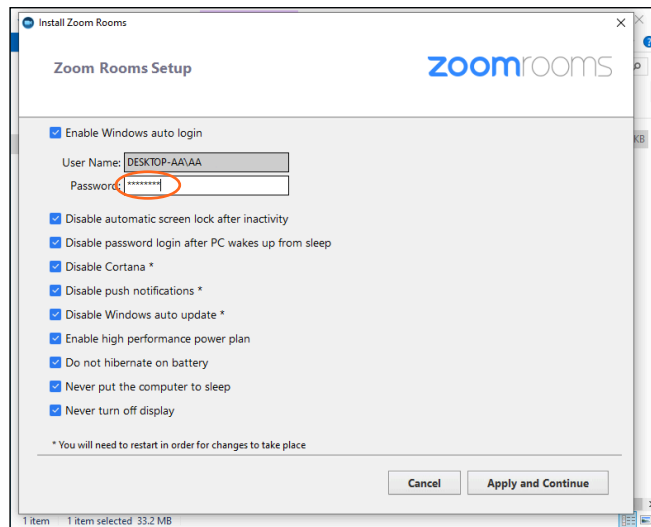 Install Zoom Rooms
Zoom Rooms Setup
zoomrooms
Enable Windows auto login
User Name: DESKTOP-AA\AA
Password: ********
Disable automatic screen lock after inactivity
Disable password login after PC wakes up from sleep
Disable Cortana *
Disable push notifications *
Disable Windows auto update *
Enable high performance power plan
Do not hibernate on battery
Never put the computer to sleep
Never turn off display
* You will need to restart in order for changes to take place
Cancel Apply and Continue
KB
1 item 1 item selected 33.2 MB